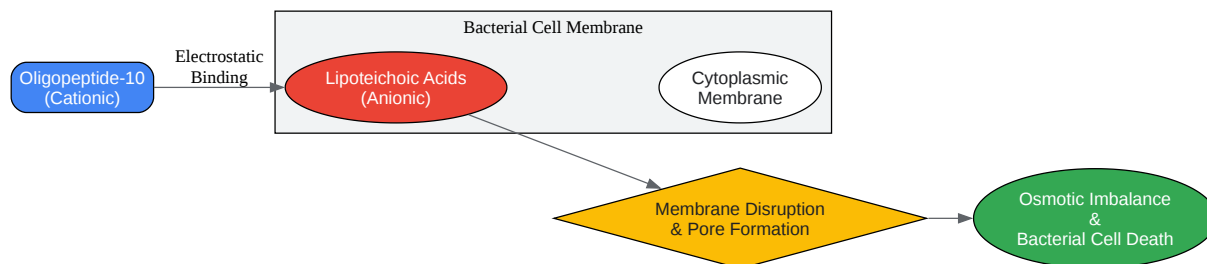 Bacterial Cell Membrane
Oligopeptide-10
(Cationic)
Electrostatic
Binding
Lipoteichoic Acids
(Anionic)
Cytoplasmic
Membrane
Membrane Disruption
& Pore Formation
Osmotic Imbalance
&
Bacterial Cell Death